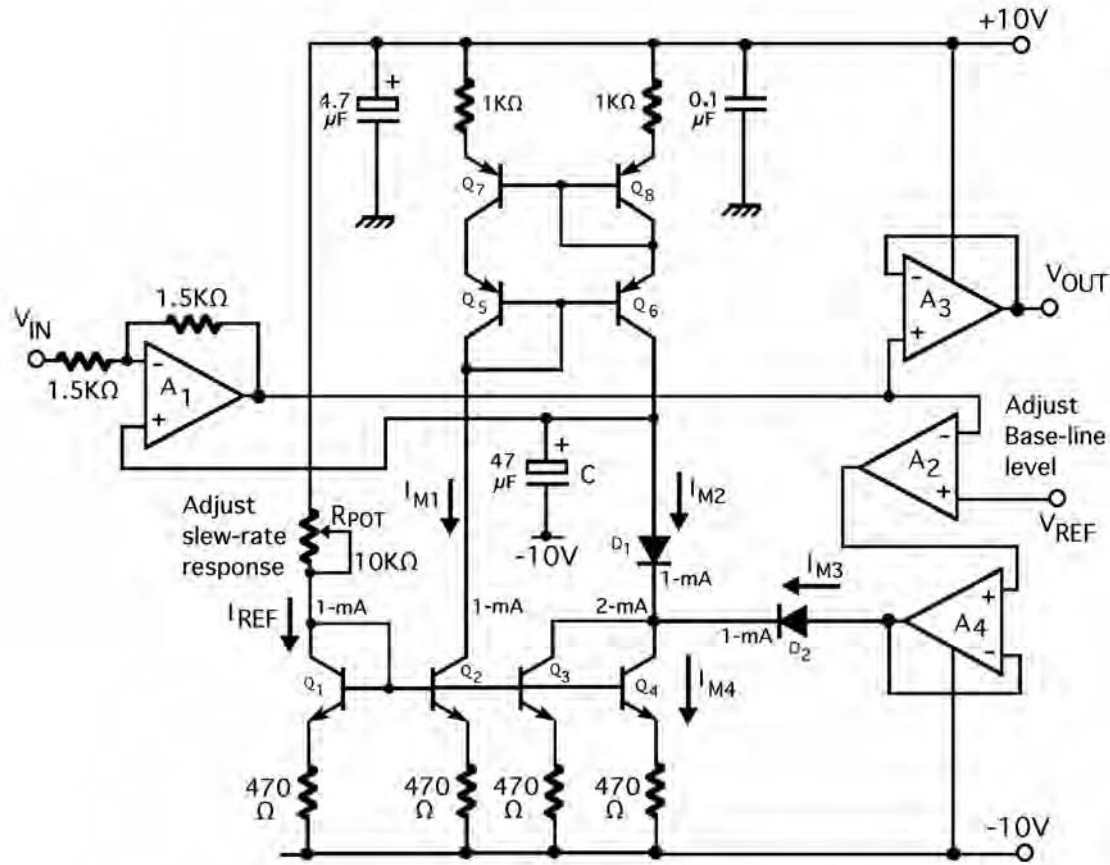 +10V
4.7
µF
+
1KΩ
1KΩ
0.1
µF
Q7
Q8
1.5KΩ
VIN
1.5KΩ
-
A1
+
Q5
Q6
-
A3
+
VOUT
47
µF
+
C
-10V
IM1
IM2
-
A2
+
Adjust
Base-line
level
VREF
Adjust
slew-rate
response
RPOT
10KΩ
D1
1-mA
IM3
IREF
1-mA
1-mA
2-mA
1-mA
D2
+
A4
-
Q1
Q2
Q3
Q4
IM4
470
Ω
470
Ω
470
Ω
470
Ω
-10V